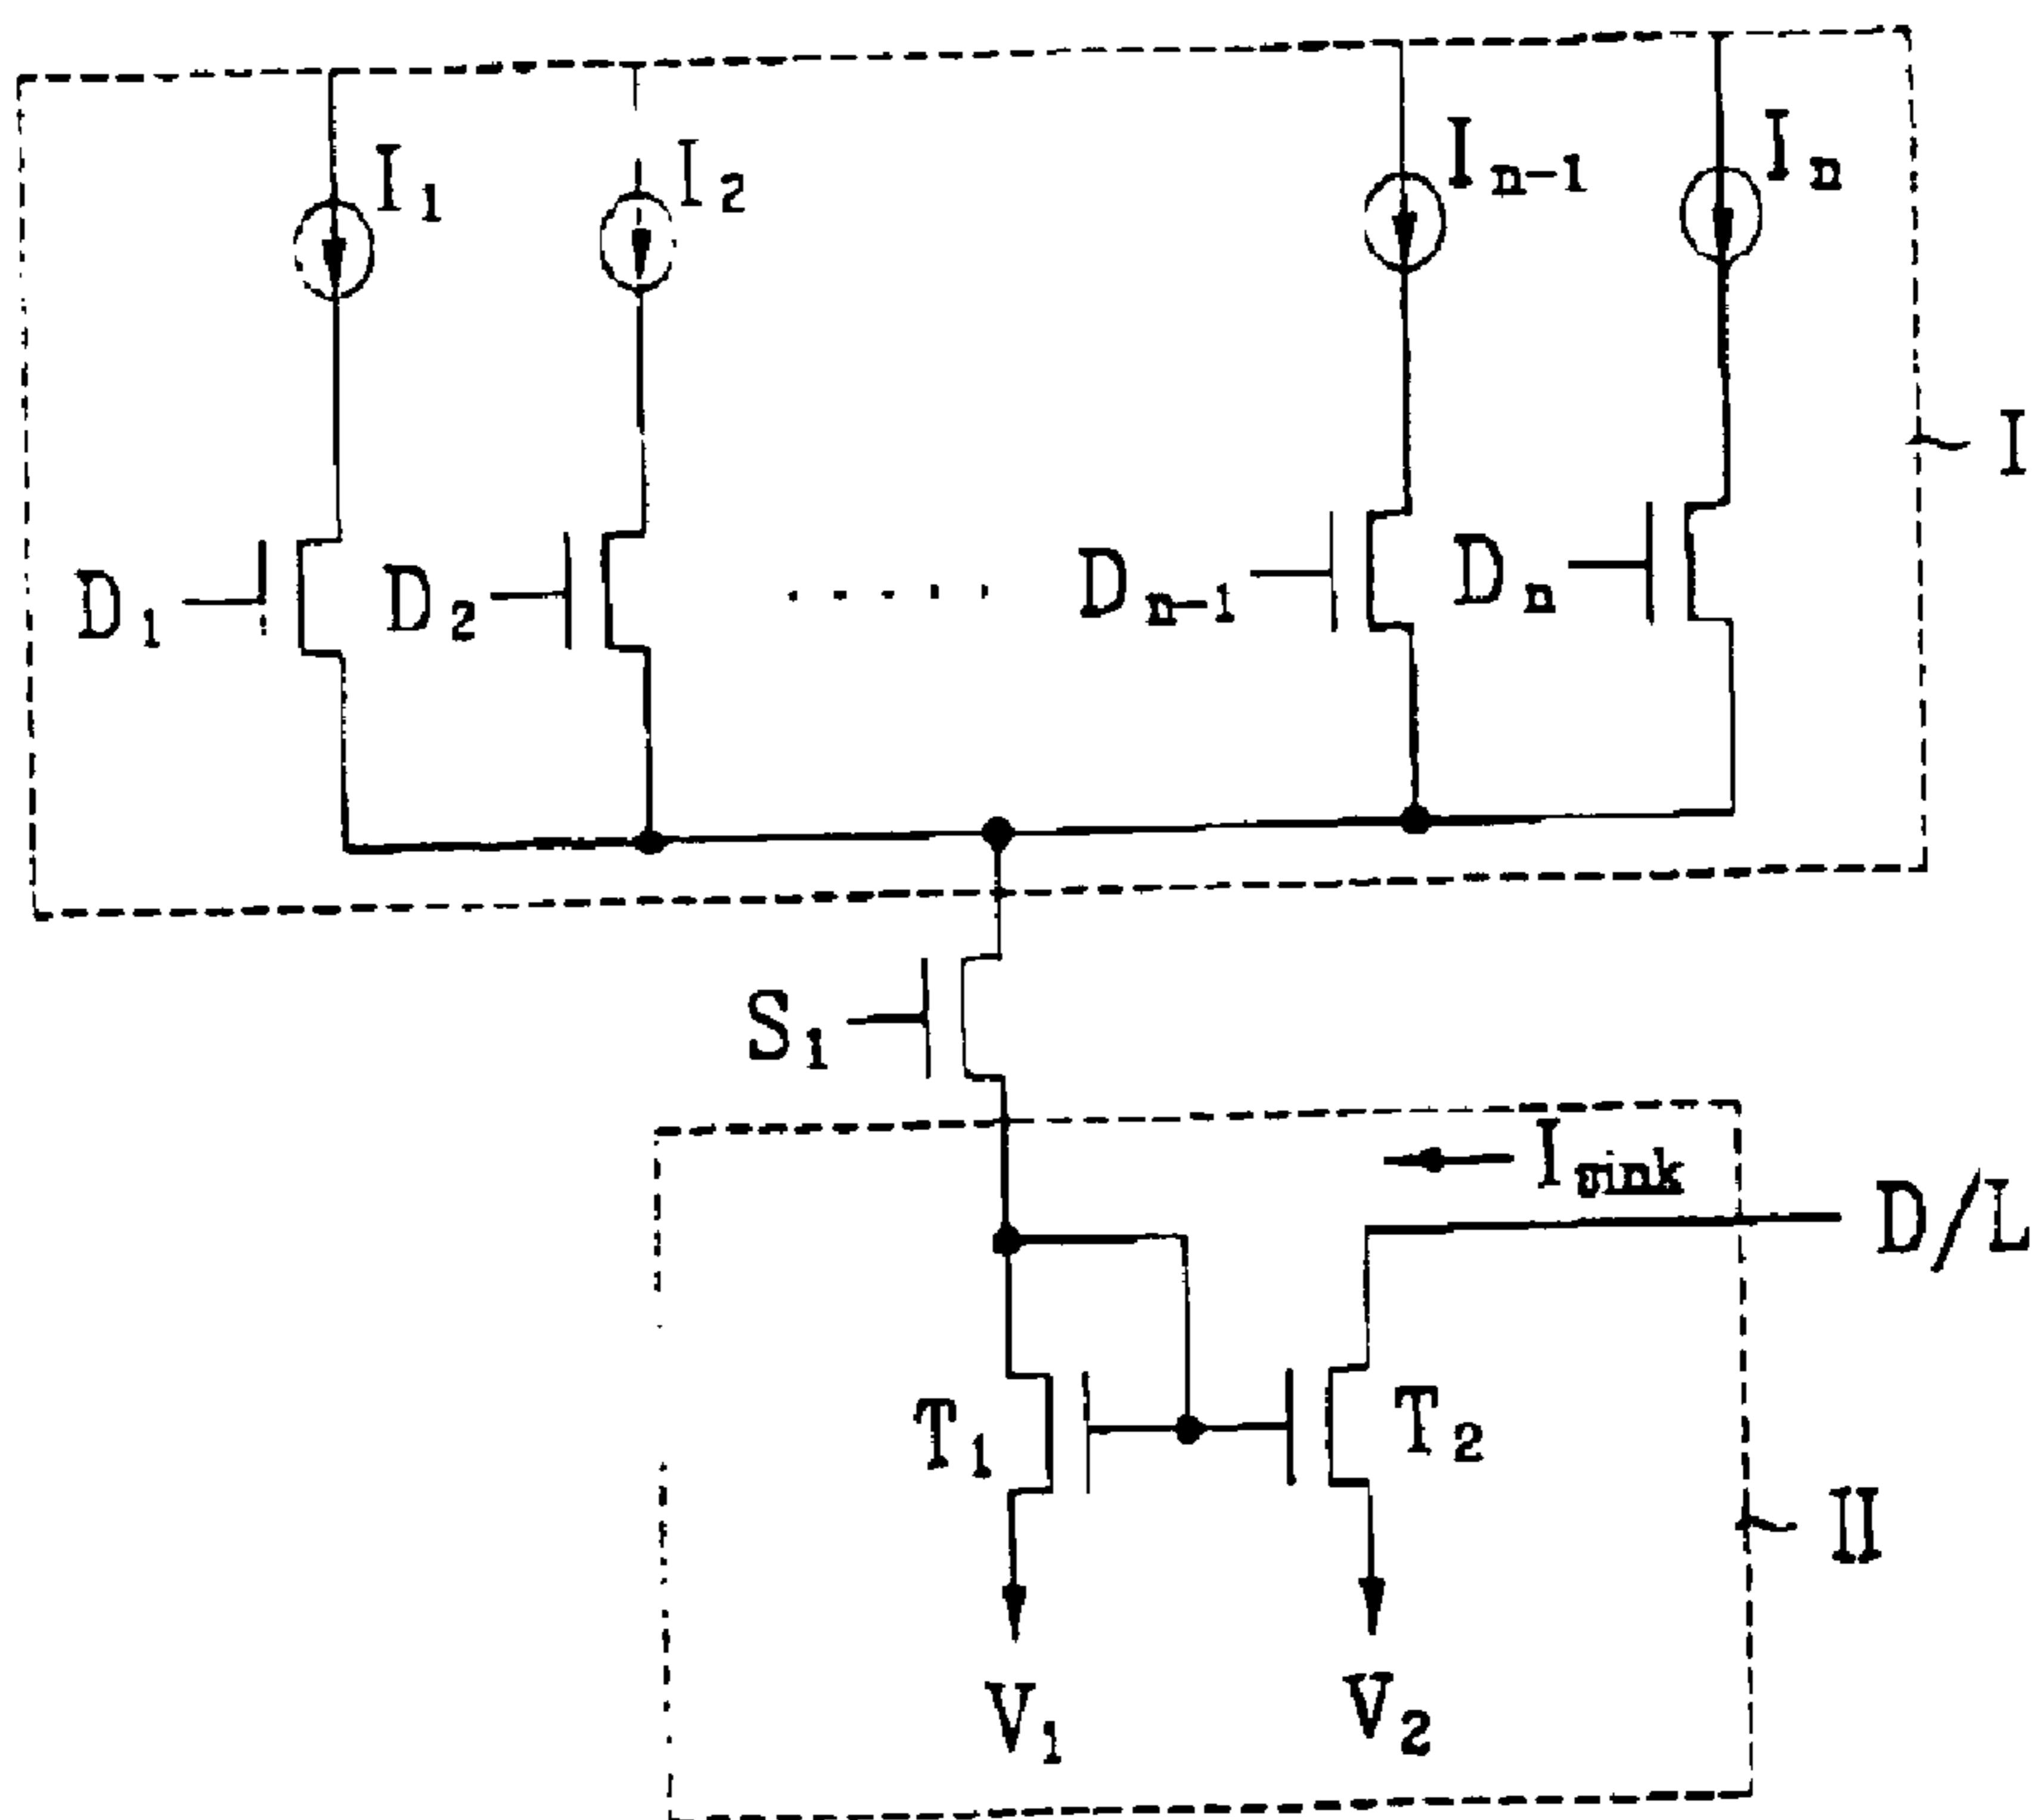 I1 I2 In-1 In
I
D1 D2 ..... Dn-1 Dn
S1
Isink
D/L
T1 T2
II
V1 V2